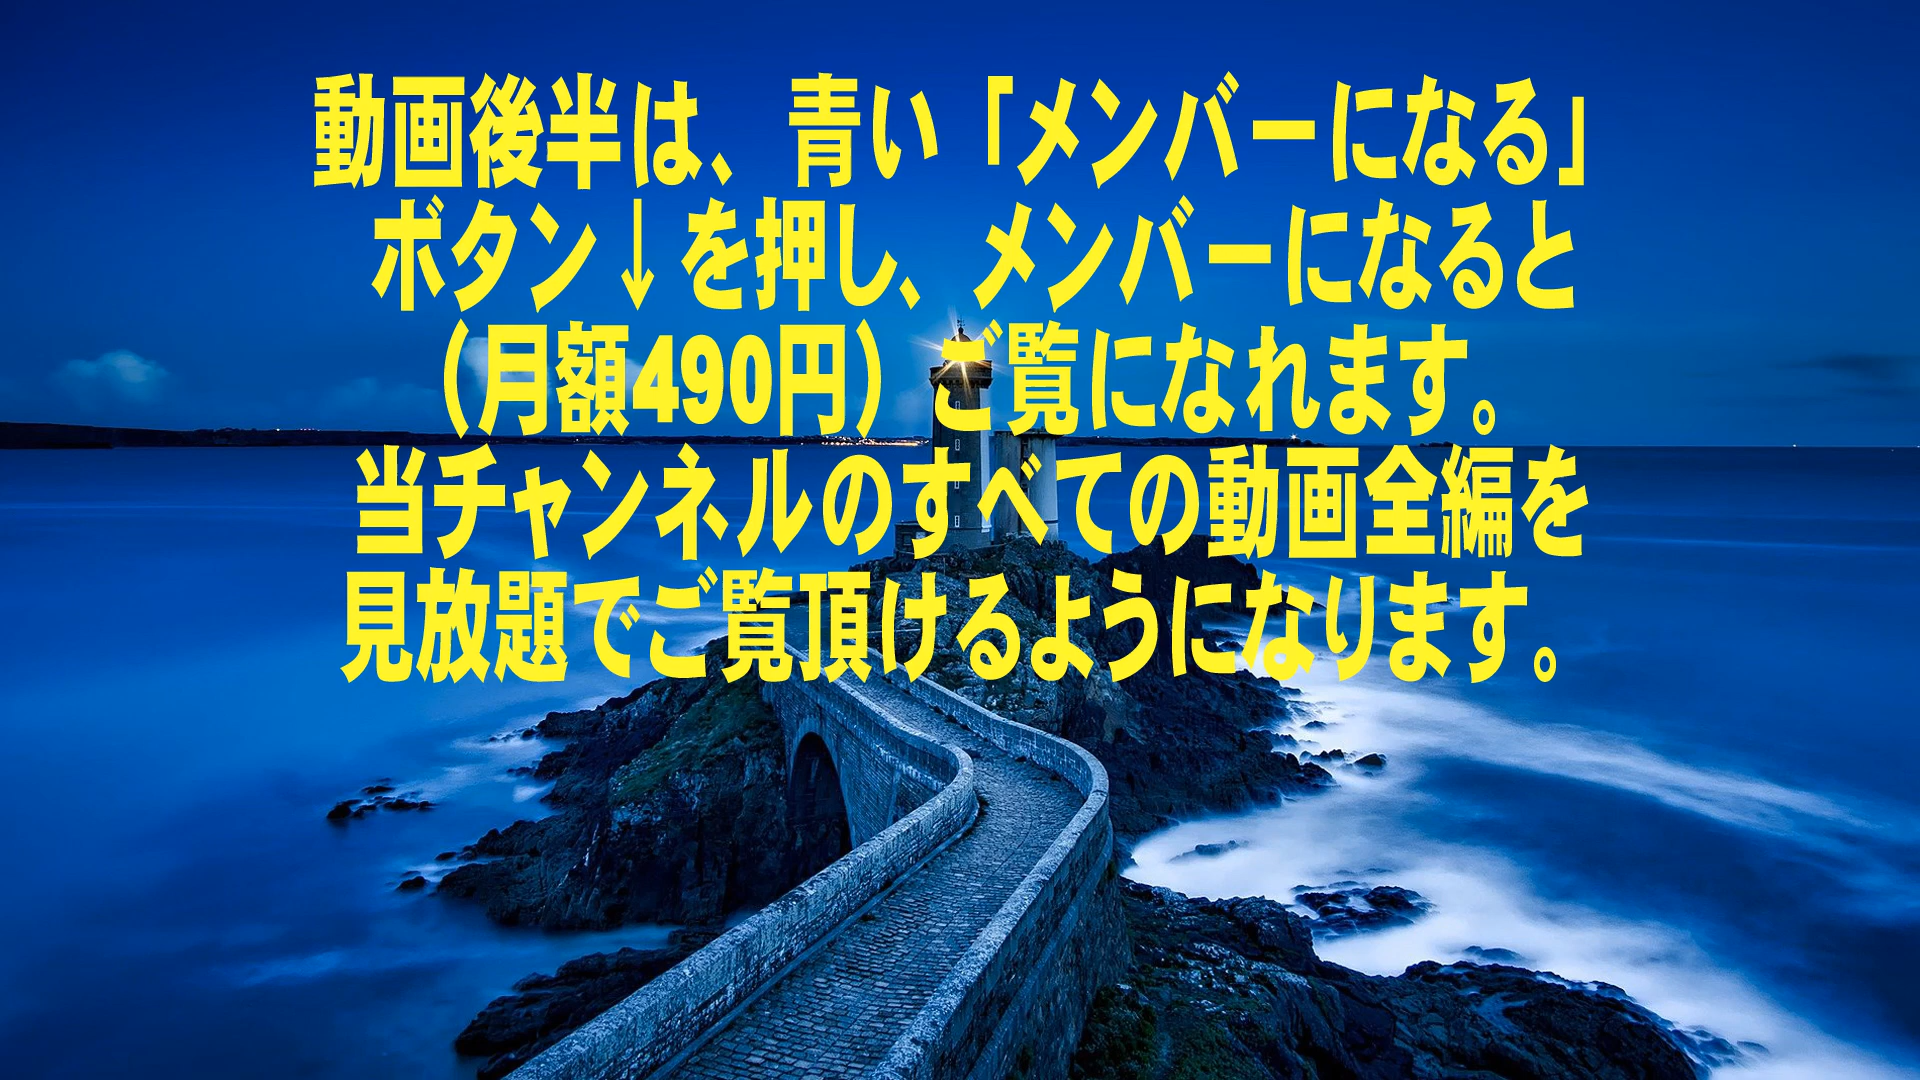 動画後半は、青い「メンバーになる」
ボタン↓を押し、メンバーになると
（月額490円）ご覧になれます。
当チャンネルのすべての動画全編を
見放題でご覧頂けるようになります。